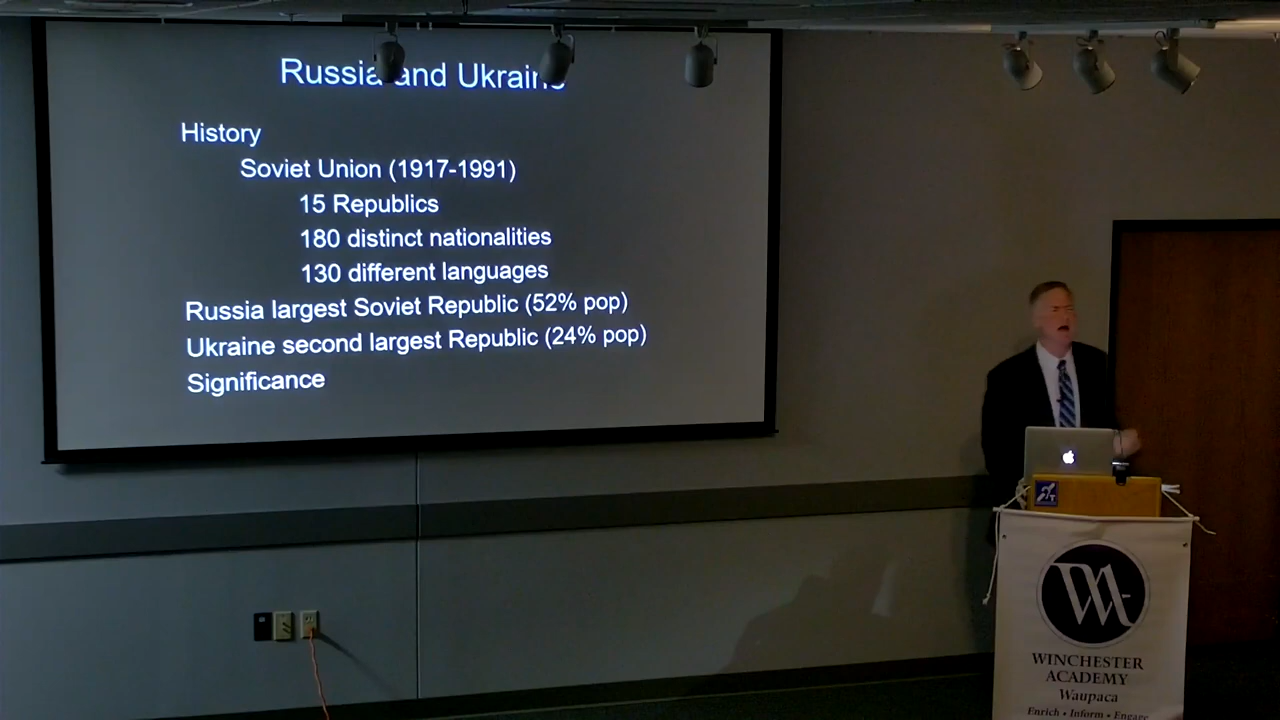 Russia and Ukraine
History
Soviet Union (1917-1991)
15 Republics
180 distinct nationalities
130 different languages
Russia largest Soviet Republic (52% pop)
Ukraine second largest Republic (24% pop)
Significance
T
WA
WINCHESTER
ACADEMY
Waupaca
Enrich • Inform • Engage